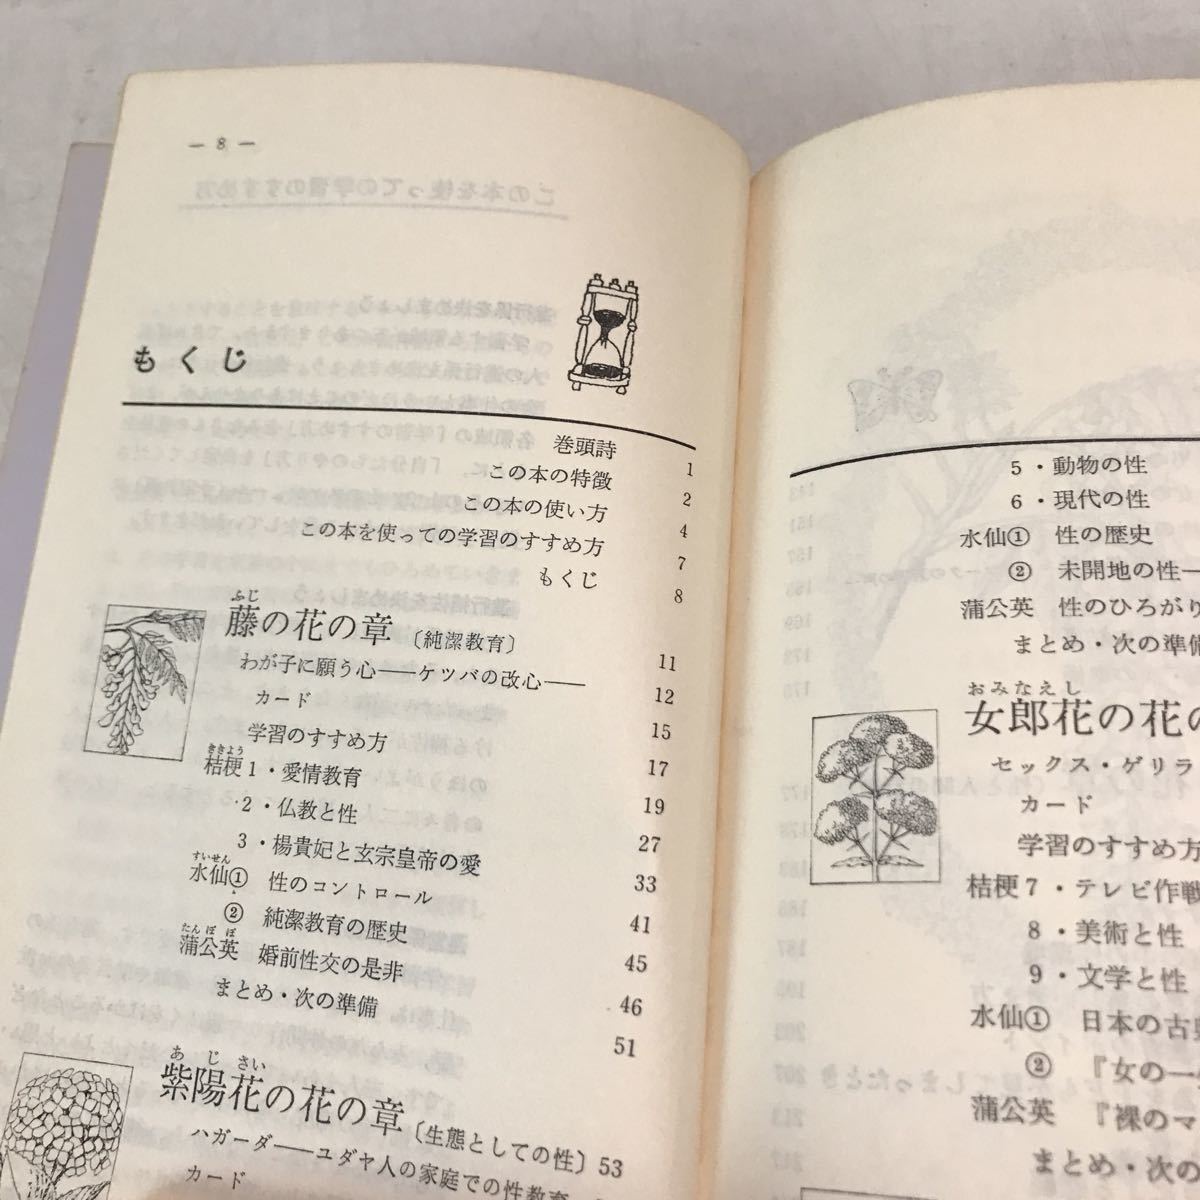 — 8 —
もくじ
巻頭詩 1
この本の特徴 2
この本の使い方 4
この本を使っての学習のすすめ方 7
もくじ 8
ふじ
藤の花の章〔純潔教育〕 11
わが子に願う心――ケツバの改心―― 12
カード 15
学習のすすめ方 17
ききよう
桔梗1・愛情教育 19
2・仏教と性 27
3・楊貴妃と玄宗皇帝の愛 33
すいせん
水仙① 性のコントロール 41
② 純潔教育の歴史 45
たんぽぽ
蒲公英 婚前性交の是非 46
まとめ・次の準備 51
あじさい
紫陽花の花の章〔生態としての性〕53
ハガーダ――ユダヤ人の家庭での性教育
カード
5・動物の性
6・現代の性
水仙① 性の歴史
② 未開地の性
蒲公英 性のひろがり
まとめ・次の準備
おみなえし
女郎花の花の
セックス・ゲリラ
カード
学習のすすめ方
桔梗7・テレビ作戦
8・美術と性
9・文学と性
水仙① 日本の古典
② 『女の一
蒲公英 『裸のマ
まとめ・次の